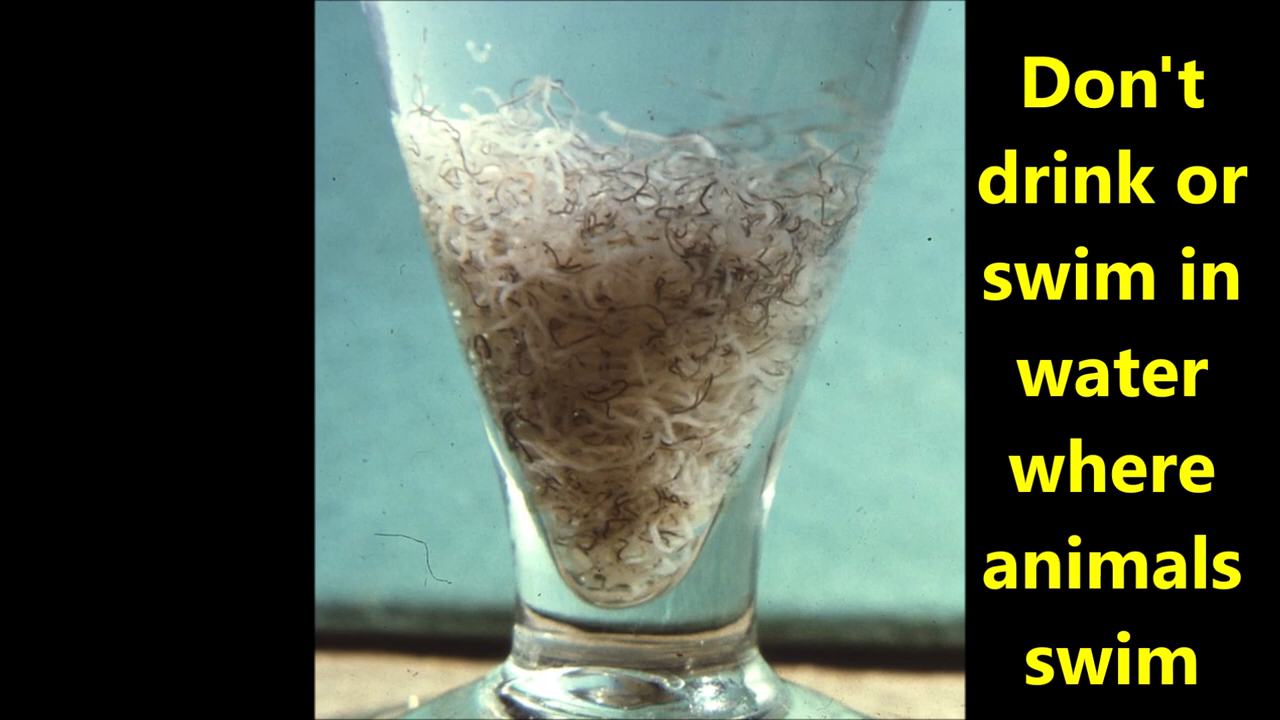 Don't
drink or
swim in
water
where
animals
swim